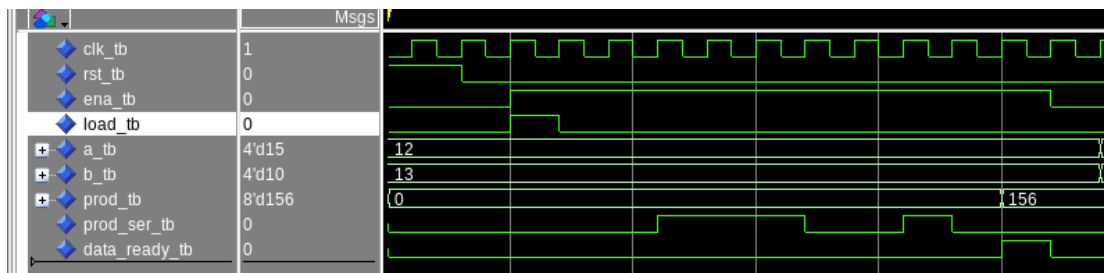 Msgs
clk_tb 1
rst_tb 0
ena_tb 0
load_tb 0
a_tb 4'd15 12
b_tb 4'd10 13
prod_tb 8'd156 0 156
prod_ser_tb 0
data_ready_tb 0